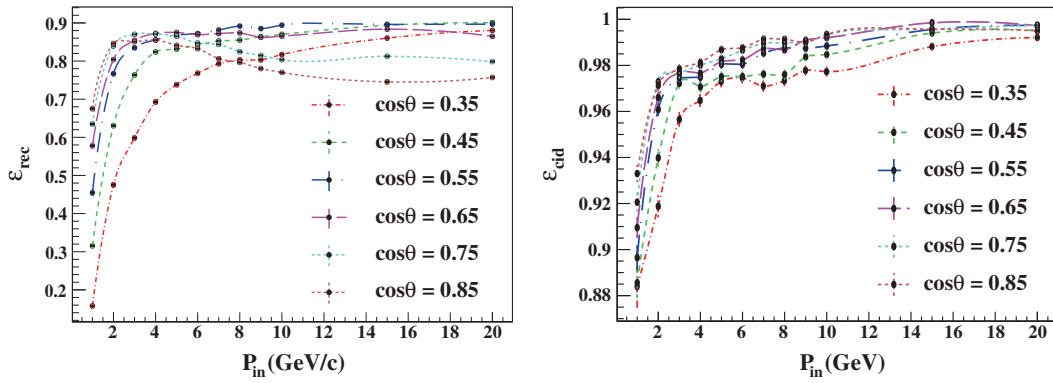 0.9
0.8
0.7
0.6
0.5
0.4
0.3
0.2
ε_rec
cosθ = 0.35
cosθ = 0.45
cosθ = 0.55
cosθ = 0.65
cosθ = 0.75
cosθ = 0.85
2 4 6 8 10 12 14 16 18 20
P_in (GeV/c)
1
0.98
0.96
0.94
0.92
0.9
0.88
ε_cid
cosθ = 0.35
cosθ = 0.45
cosθ = 0.55
cosθ = 0.65
cosθ = 0.75
cosθ = 0.85
2 4 6 8 10 12 14 16 18 20
P_in (GeV)